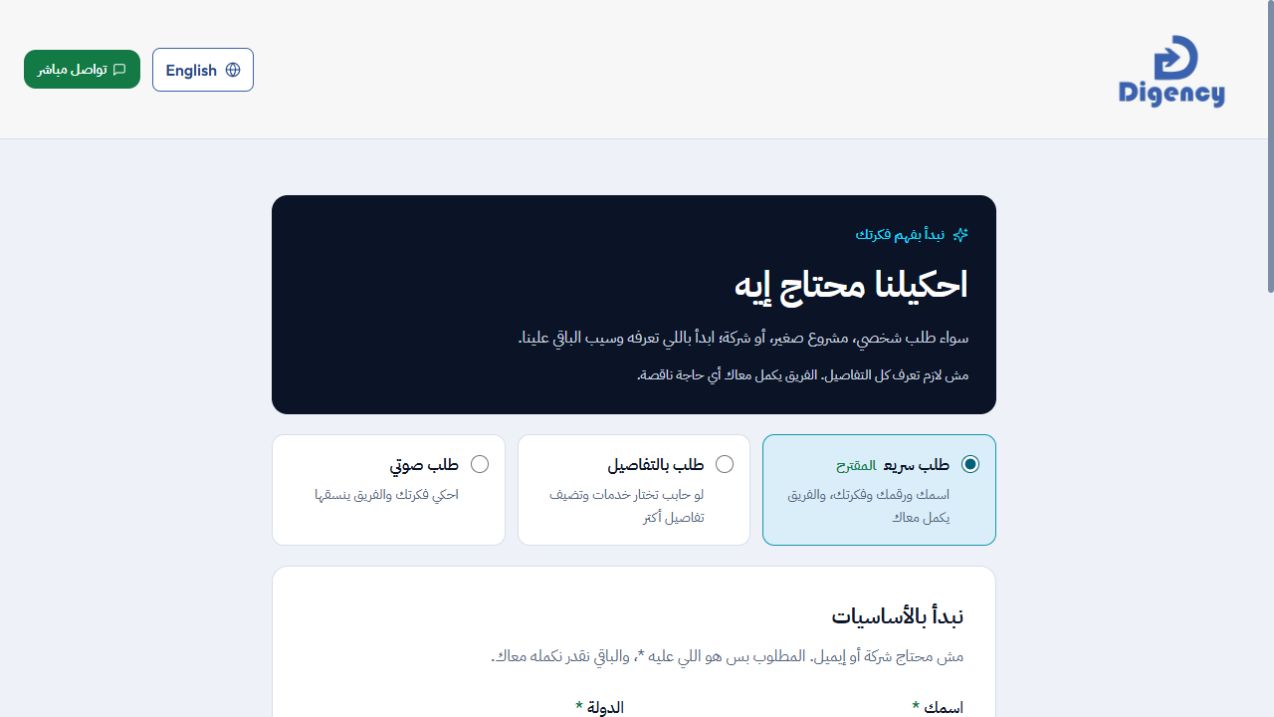 Digency
English
تواصل مباشر
نبدأ بفهم فكرتك
احكيلنا محتاج إيه
سواء طلب شخصي، مشروع صغير، أو شركة؛ ابدأ باللي تعرفه وسيب الباقي علينا.
مش لازم تعرف كل التفاصيل. الفريق يكمل معاك أي حاجة ناقصة.
طلب سريع المقترح
اسمك ورقمك وفكرتك، والفريق
يكمل معاك
طلب بالتفاصيل
لو حابب تختار خدمات وتضيف
تفاصيل أكتر
طلب صوتي
احكي فكرتك والفريق ينسقها
نبدأ بالأساسيات
مش محتاج شركة أو إيميل. المطلوب بس هو اللي عليه *، والباقي نقدر نكمله معاك.
اسمك *
الدولة *